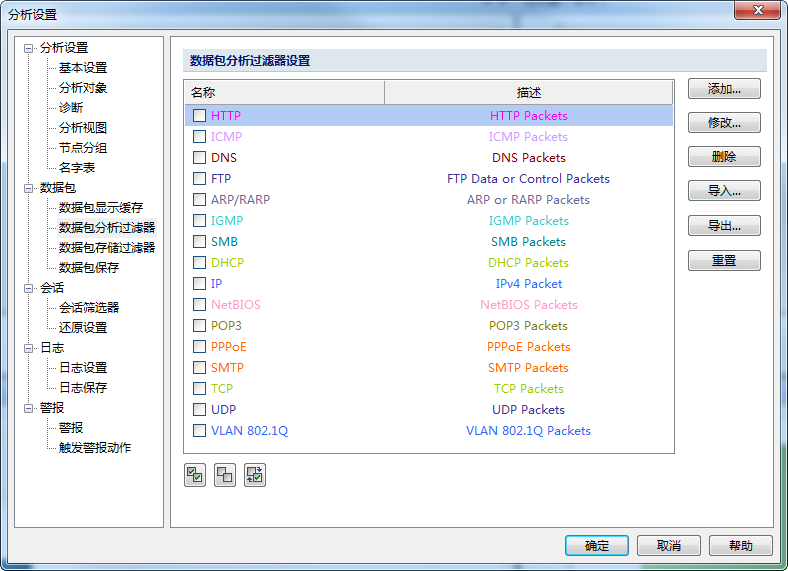 分析设置
分析设置
基本设置
分析对象
诊断
分析视图
节点分组
名字表
数据包
数据包显示缓存
数据包分析过滤器
数据包存储过滤器
数据包保存
会话
会话筛选器
还原设置
日志
日志设置
日志保存
警报
警报
触发警报动作
数据包分析过滤器设置
名称 描述
HTTP HTTP Packets
ICMP ICMP Packets
DNS DNS Packets
FTP FTP Data or Control Packets
ARP/RARP ARP or RARP Packets
IGMP IGMP Packets
SMB SMB Packets
DHCP DHCP Packets
IP IPv4 Packet
NetBIOS NetBIOS Packets
POP3 POP3 Packets
PPPoE PPPoE Packets
SMTP SMTP Packets
TCP TCP Packets
UDP UDP Packets
VLAN 802.1Q VLAN 802.1Q Packets
添加...
修改...
删除
导入...
导出...
重置
确定 取消 帮助